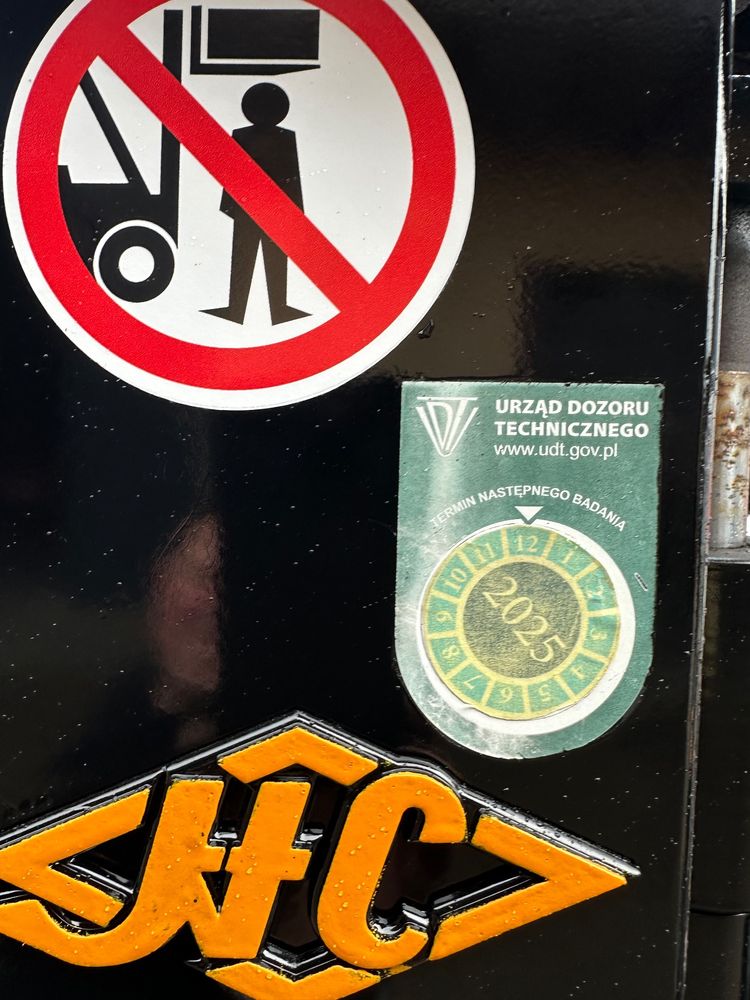 URZĄD DOZORU
TECHNICZNEGO
www.udt.gov.pl
TERMIN NASTĘPNEGO BADANIA
12 1 2 3 4 5 6 7 8 9 10 11
2025
HC